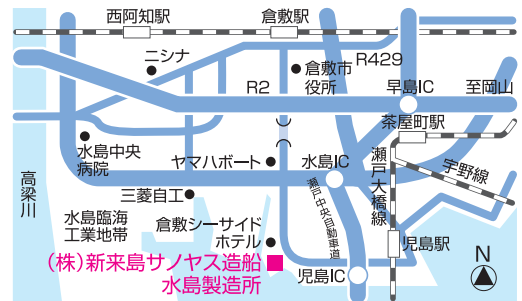 西阿知駅
倉敷駅
ニシナ
R2
倉敷市
役所
R429
早島IC
至岡山
茶屋町駅
水島中央
病院
ヤマハボート
水島IC
瀬戸大橋線
宇野線
高梁川
三菱自工
瀬戸中央自動車道
水島臨海
工業地帯
倉敷シーサイド
ホテル
児島駅
(株)新来島サノヤス造船
水島製造所
児島IC
N